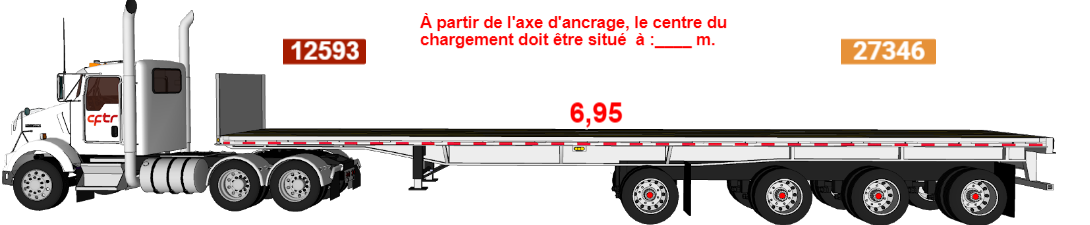 À partir de l'axe d'ancrage, le centre du
chargement doit être situé à :____ m.
12593
27346
6,95
cftr